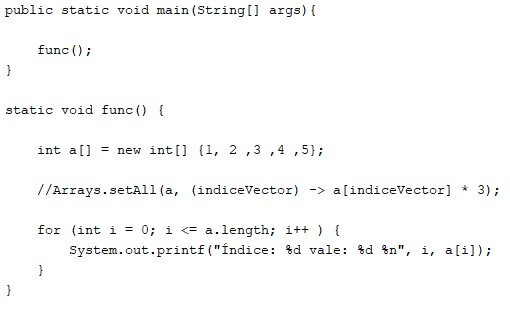 public static void main(String[] args){
func();
}
static void func() {
int a[] = new int[] {1, 2 ,3 ,4 ,5};
//Arrays.setAll(a, (indiceVector) -> a[indiceVector] * 3);
for (int i = 0; i <= a.length; i++ ) {
System.out.printf("Índice: %d vale: %d %n", i, a[i]);
}
}